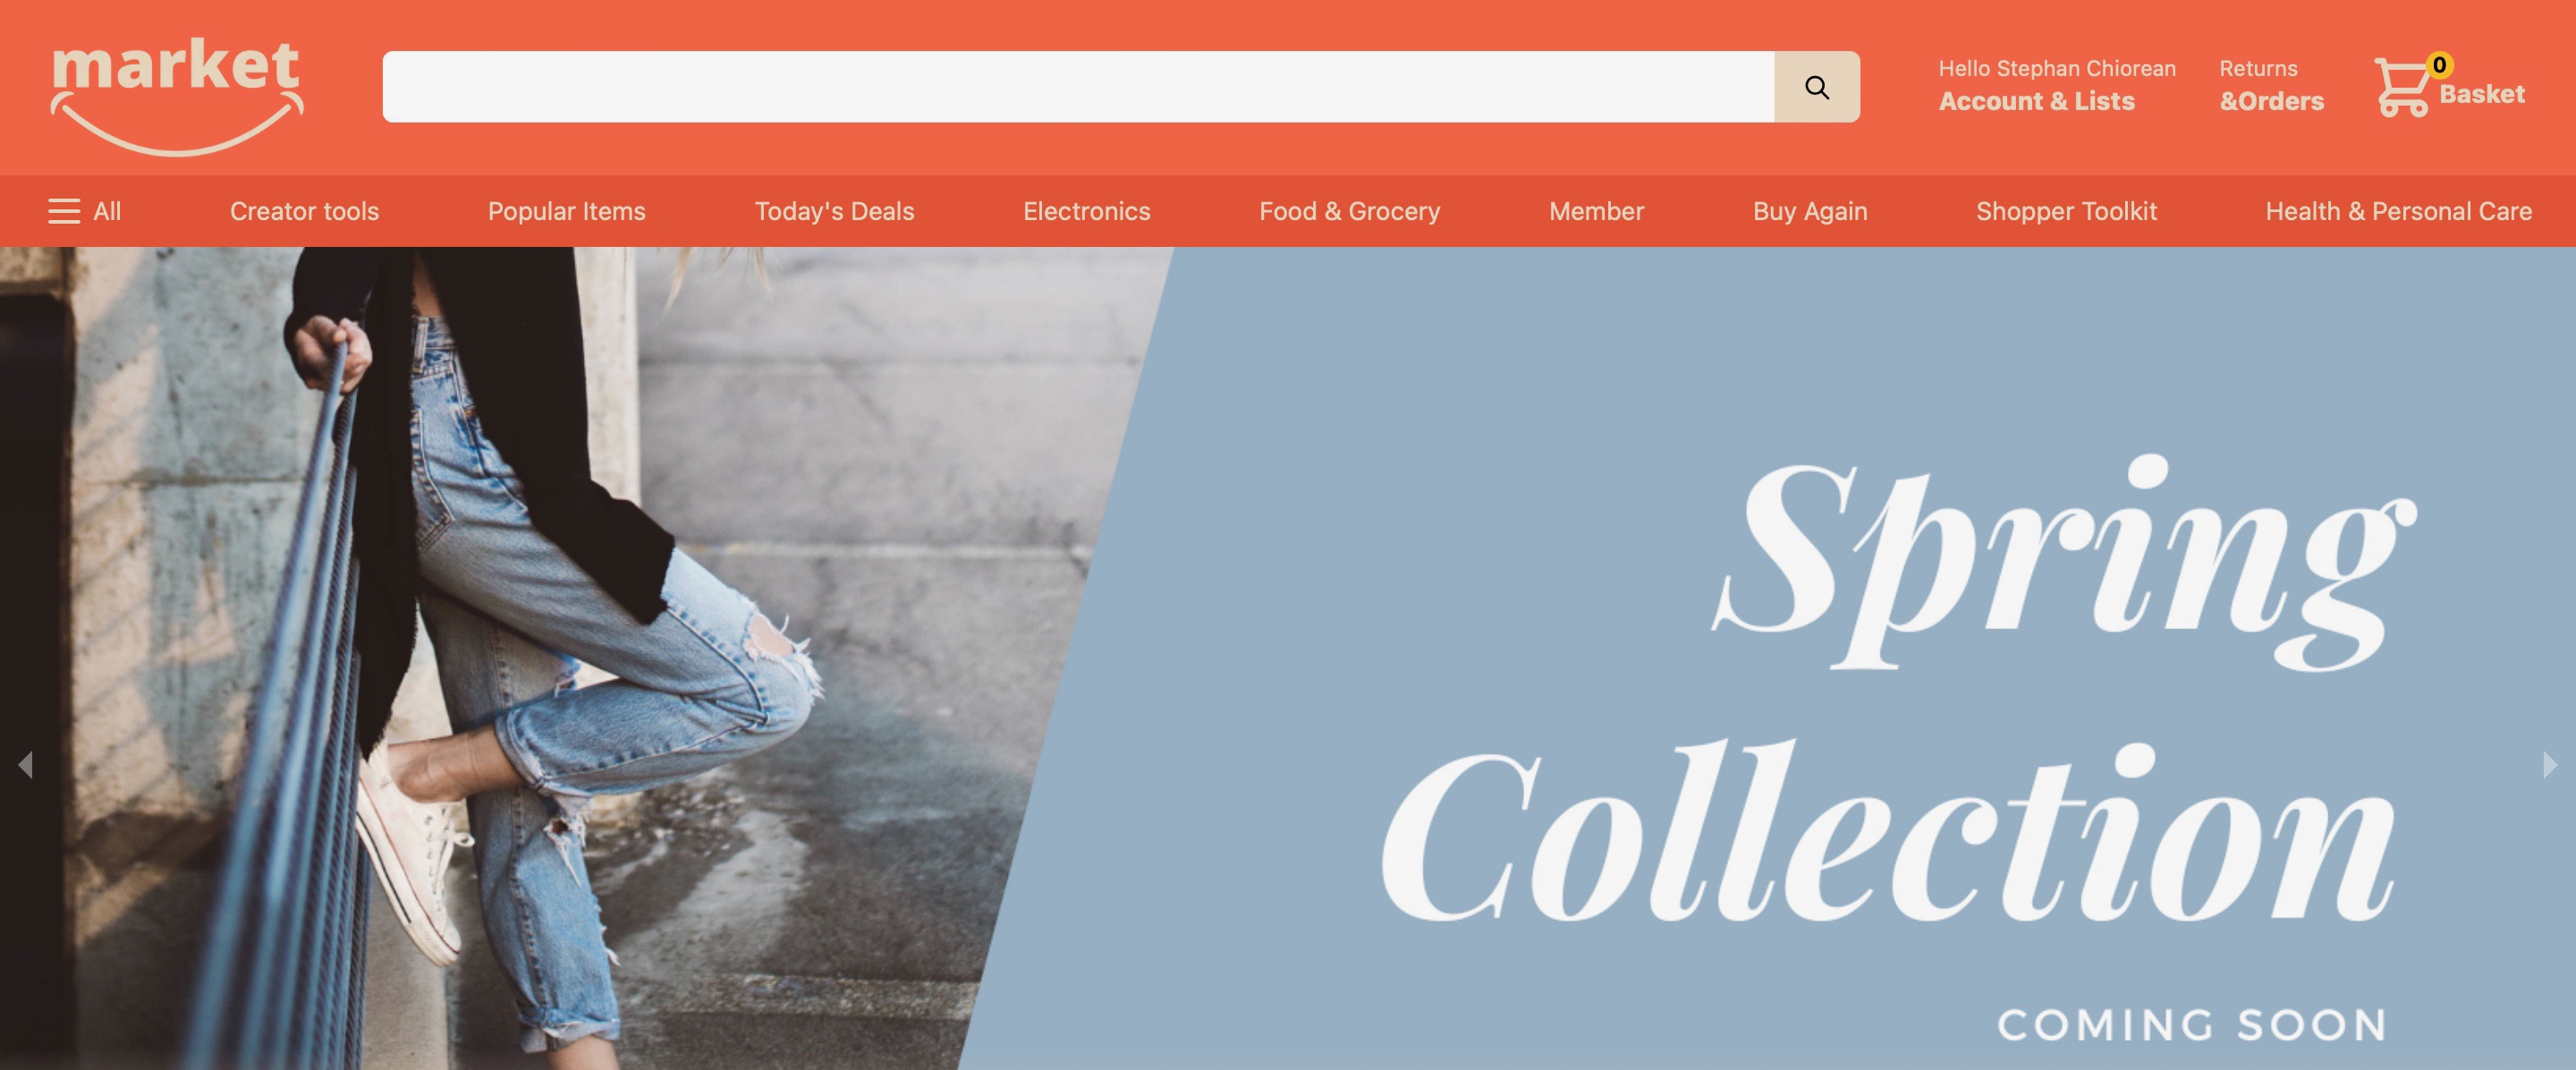 market
Hello Stephan Chiorean
Account & Lists
Returns
&Orders
0
Basket
All
Creator tools
Popular Items
Today's Deals
Electronics
Food & Grocery
Member
Buy Again
Shopper Toolkit
Health & Personal Care
Spring
Collection
COMING SOON